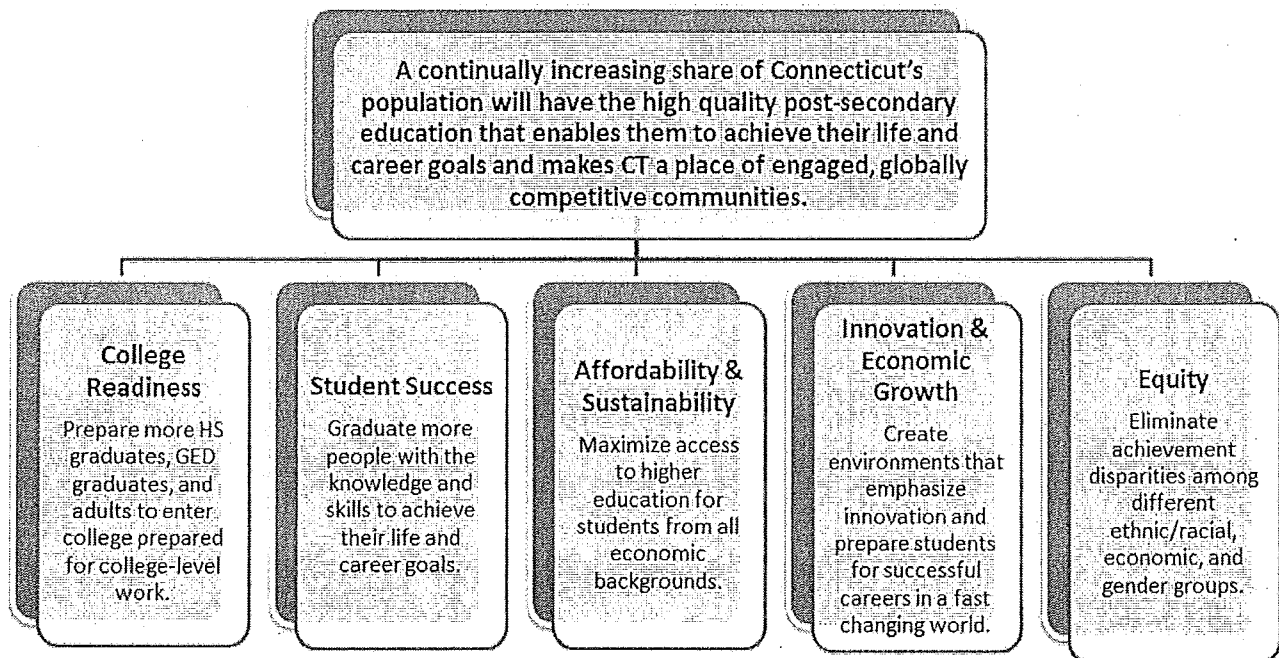 A continually increasing share of Connecticut's
population will have the high quality post-secondary
education that enables them to achieve their life and
career goals and makes CT a place of engaged, globally
competitive communities.
College
Readiness
Prepare more HS
graduates, GED
graduates, and
adults to enter
college prepared
for college-level
work.
Student Success
Graduate more
people with the
knowledge and
skills to achieve
their life and
career goals.
Affordability &
Sustainability
Maximize access
to higher
education for
students from all
economic
backgrounds.
Innovation &
Economic
Growth
Create
environments that
emphasize
innovation and
prepare students
for successful
careers in a fast
changing world.
Equity
Eliminate
achievement
disparities among
different
ethnic/racial,
economic, and
gender groups.